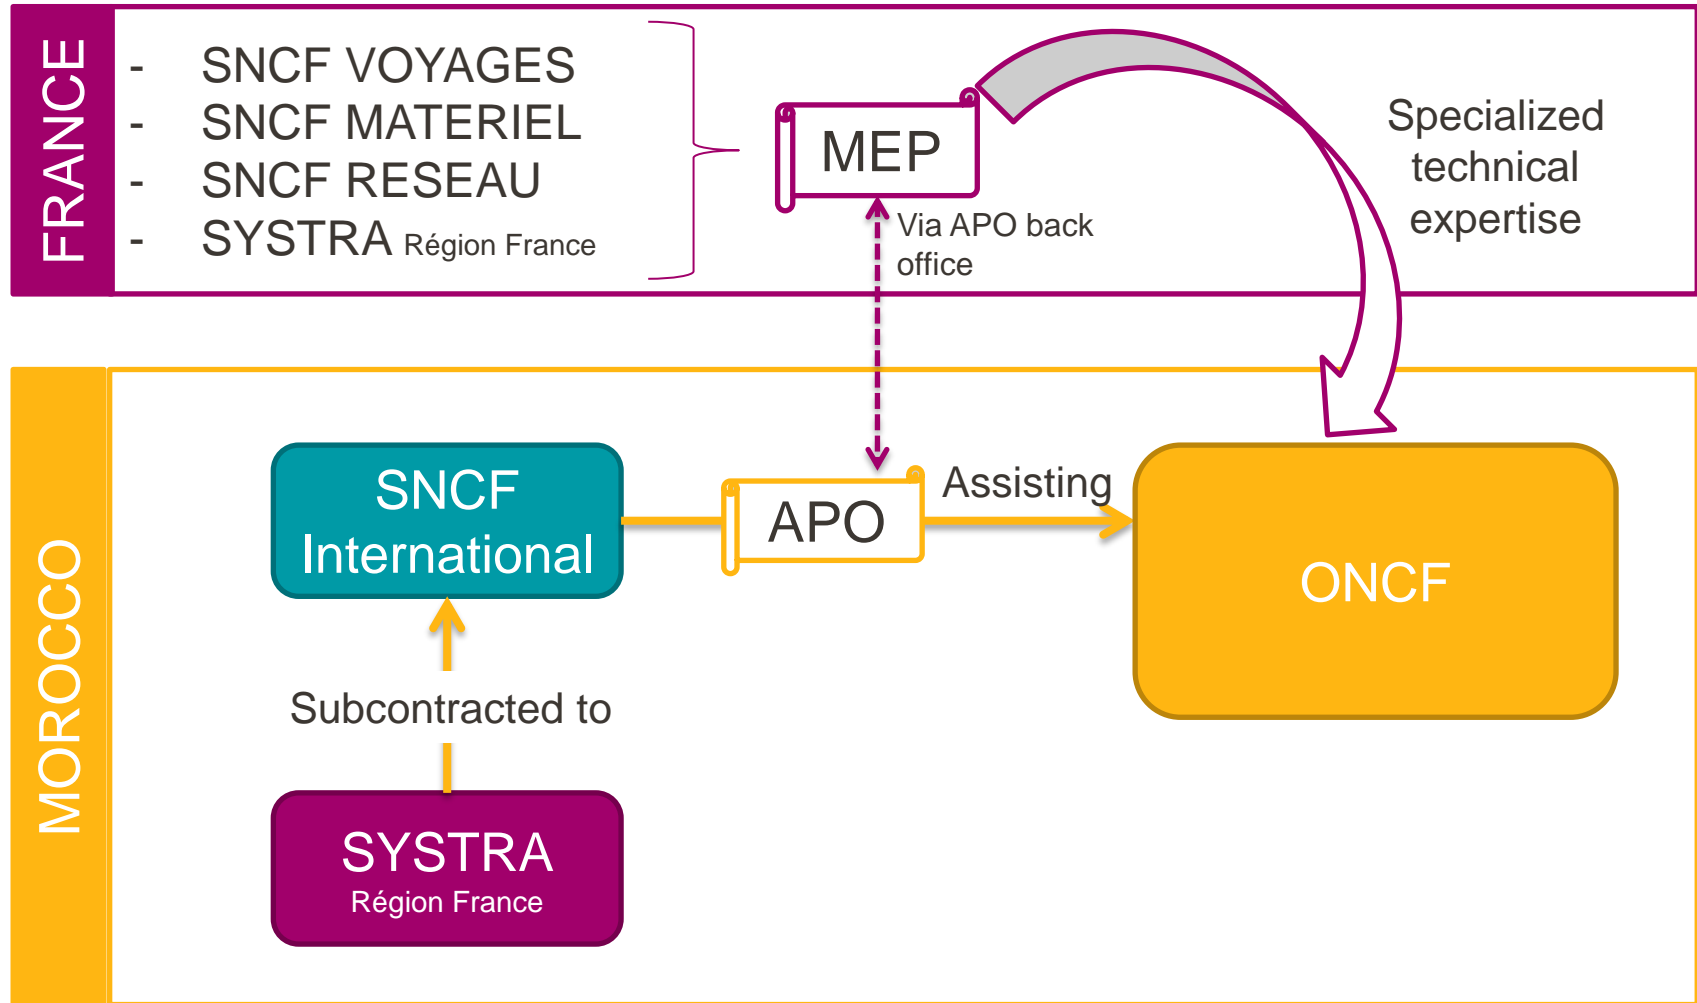 FRANCE
- SNCF VOYAGES
- SNCF MATERIEL
- SNCF RESEAU
- SYSTRA Région France
MEP
Via APO back
office
Specialized
technical
expertise
MOROCCO
SNCF
International
APO
Assisting
ONCF
Subcontracted to
SYSTRA
Région France